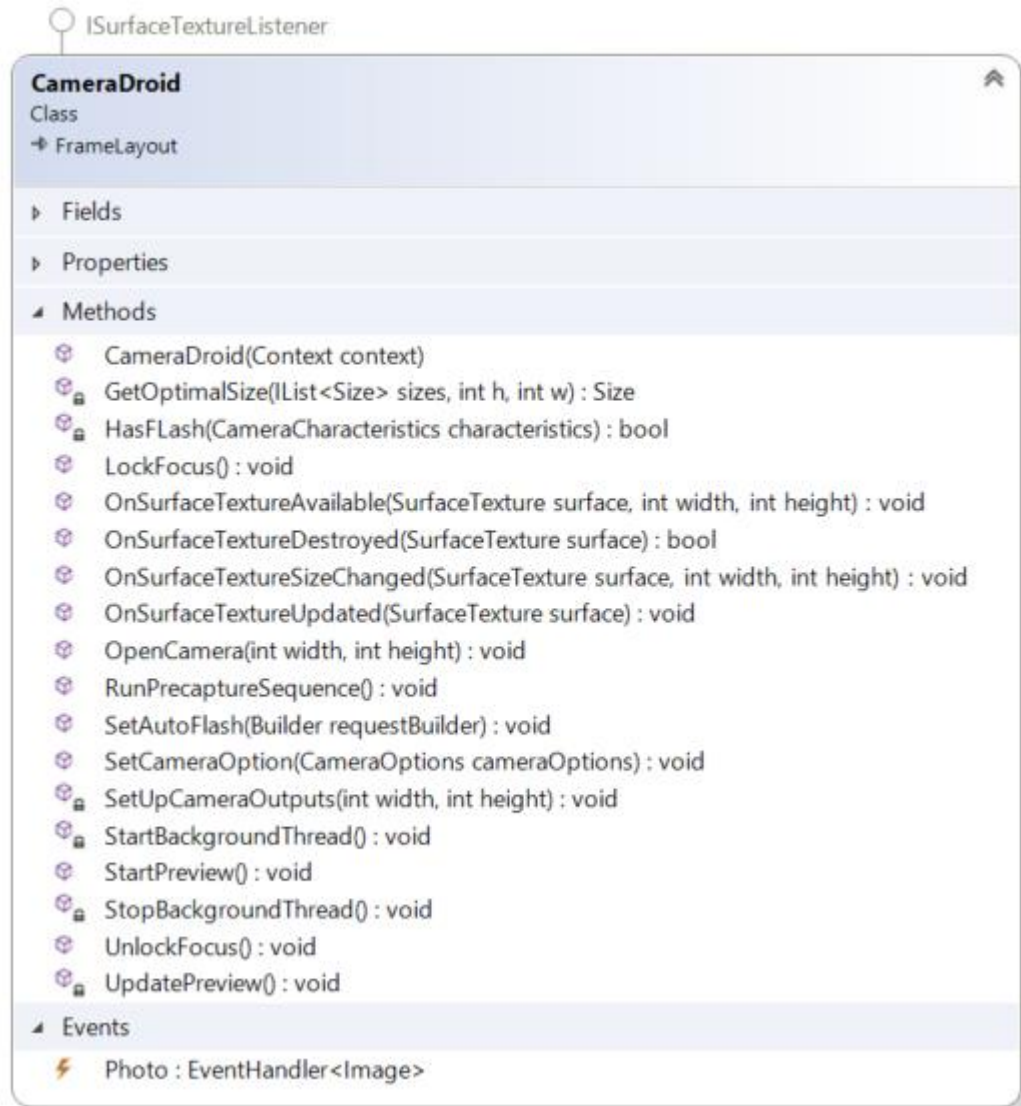 ISurfaceTextureListener
CameraDroid
Class
FrameLayout
Fields
Properties
Methods
CameraDroid(Context context)
GetOptimalSize(IList<Size> sizes, int h, int w) : Size
HasFLash(CameraCharacteristics characteristics) : bool
LockFocus() : void
OnSurfaceTextureAvailable(SurfaceTexture surface, int width, int height) : void
OnSurfaceTextureDestroyed(SurfaceTexture surface) : bool
OnSurfaceTextureSizeChanged(SurfaceTexture surface, int width, int height) : void
OnSurfaceTextureUpdated(SurfaceTexture surface) : void
OpenCamera(int width, int height) : void
RunPrecaptureSequence() : void
SetAutoFlash(Builder requestBuilder) : void
SetCameraOption(CameraOptions cameraOptions) : void
SetUpCameraOutputs(int width, int height) : void
StartBackgroundThread() : void
StartPreview() : void
StopBackgroundThread() : void
UnlockFocus() : void
UpdatePreview() : void
Events
Photo : EventHandler<Image>